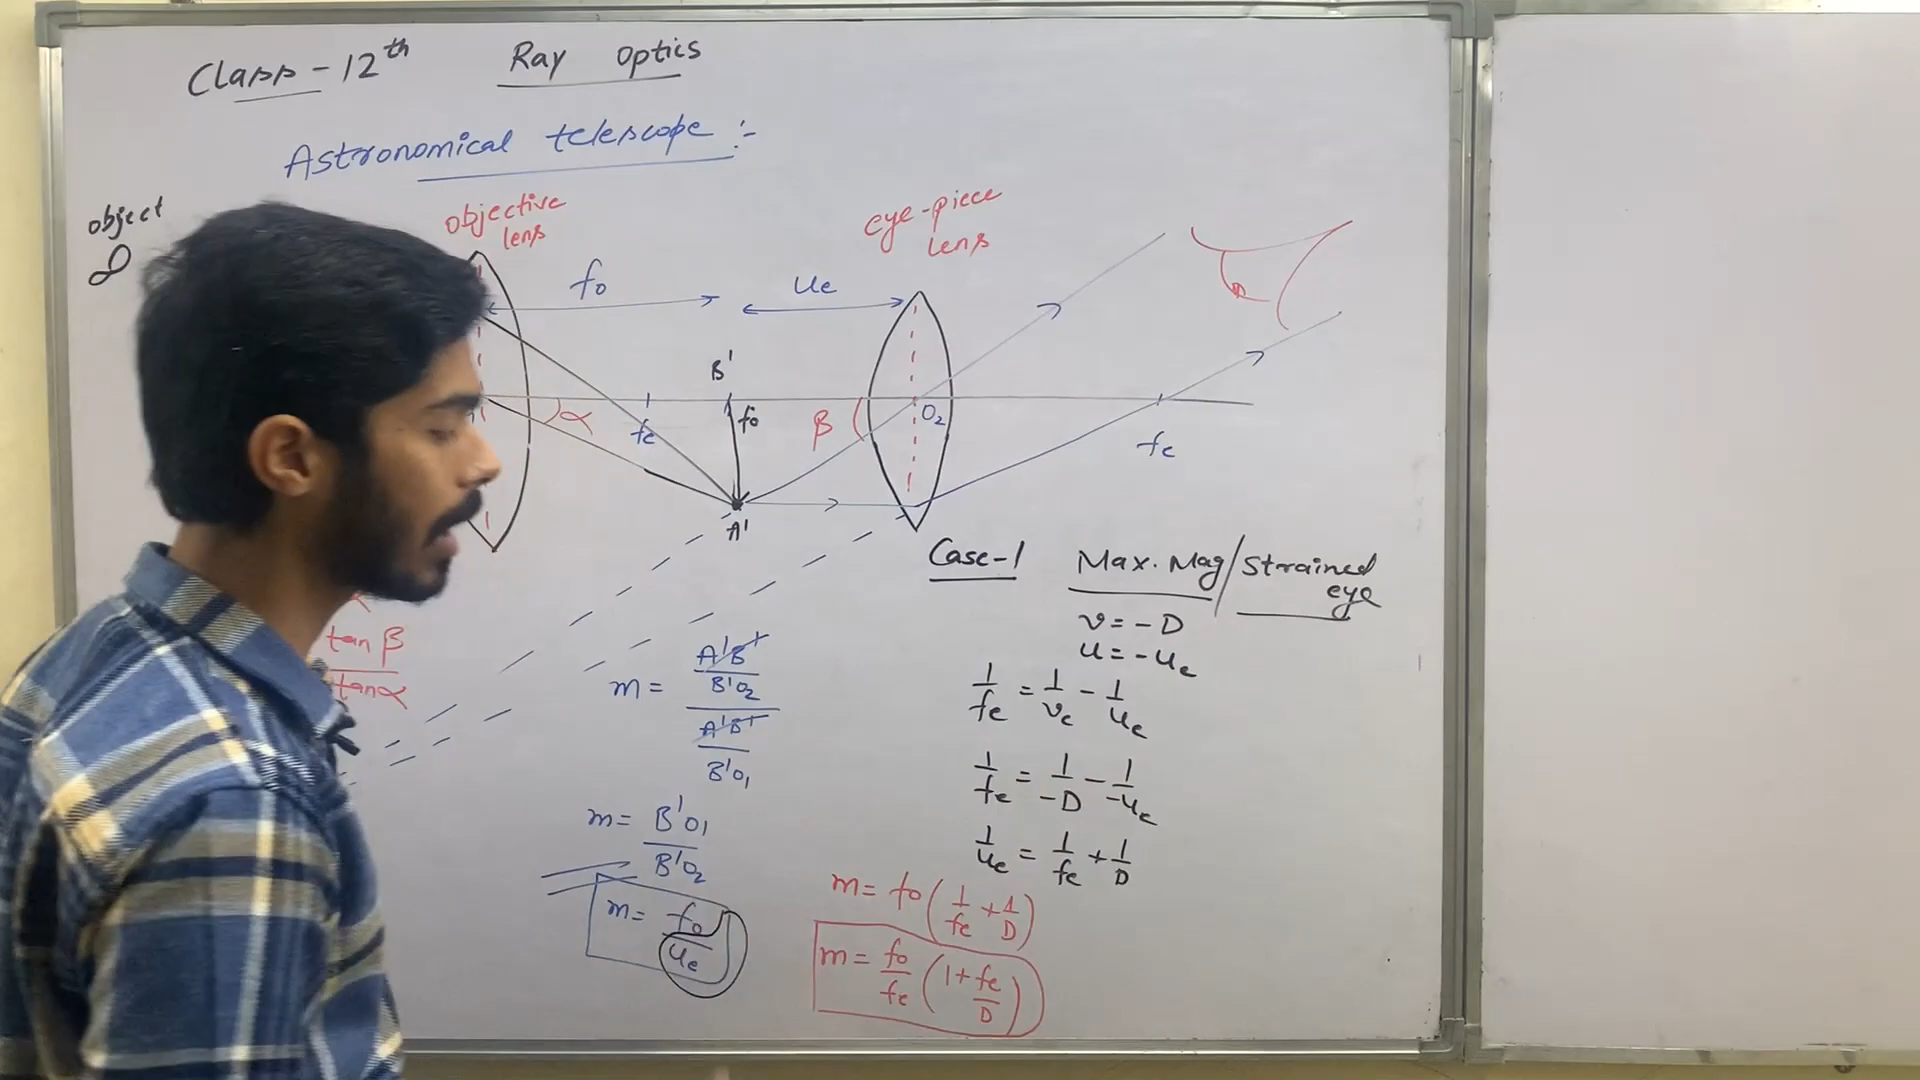 Class-12th Ray Optics
Astronomical telescope :-
object
∞
objective
lens
eye-piece
lens
fo
ue
B'
α
fe
fo
β
O2
fe
A'
D
Case-1 Max. Mag/Strained
eye
v = -D
u = -ue
tan β
tan α
m = A'B'/B'O2 / A'B'/B'O1
1/fe = 1/ve - 1/ue
1/fe = 1/-D - 1/-ue
m = B'O1/B'O2
1/ue = 1/fe + 1/D
m = fo/ue
m = fo (1/fe + 1/D)
m = fo/fe (1 + fe/D)